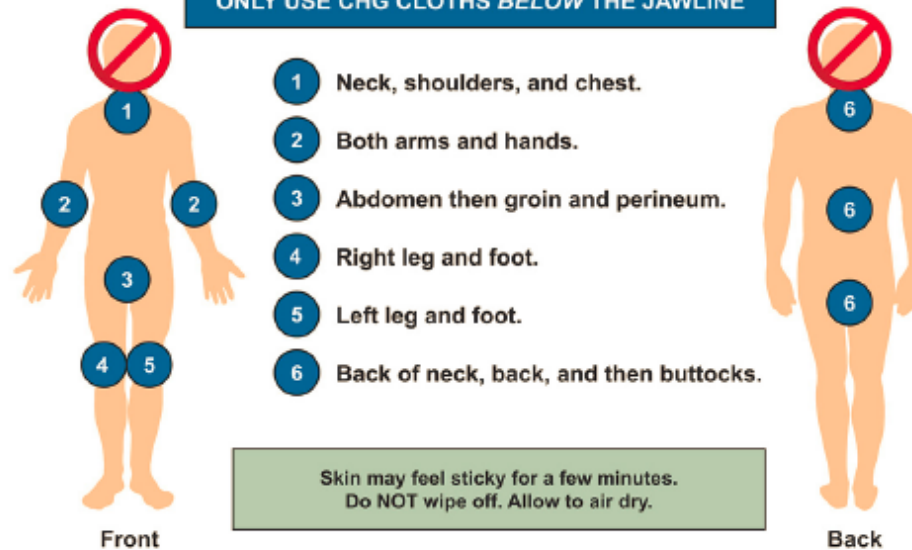 ONLY USE CHG CLOTHS BELOW THE JAWLINE
1 Neck, shoulders, and chest.
2 Both arms and hands.
3 Abdomen then groin and perineum.
4 Right leg and foot.
5 Left leg and foot.
6 Back of neck, back, and then buttocks.
1
2 2
3
4 5
6
6
6
Skin may feel sticky for a few minutes.
Do NOT wipe off. Allow to air dry.
Front
Back